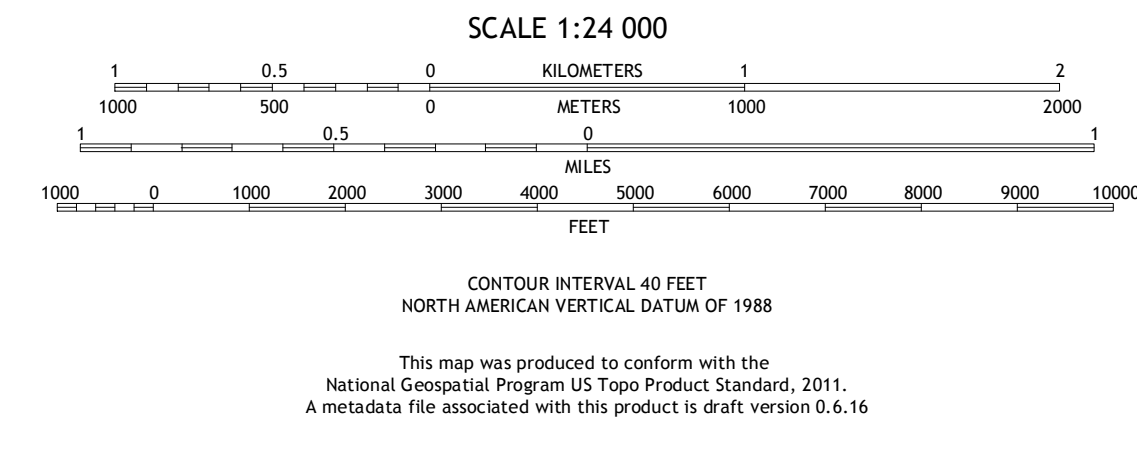 SCALE 1:24 000
1 0.5 0 KILOMETERS 1 2
1000 500 0 METERS 1000 2000
1 0.5 0 1
MILES
1000 0 1000 2000 3000 4000 5000 6000 7000 8000 9000 10000
FEET
CONTOUR INTERVAL 40 FEET
NORTH AMERICAN VERTICAL DATUM OF 1988
This map was produced to conform with the
National Geospatial Program US Topo Product Standard, 2011.
A metadata file associated with this product is draft version 0.6.16